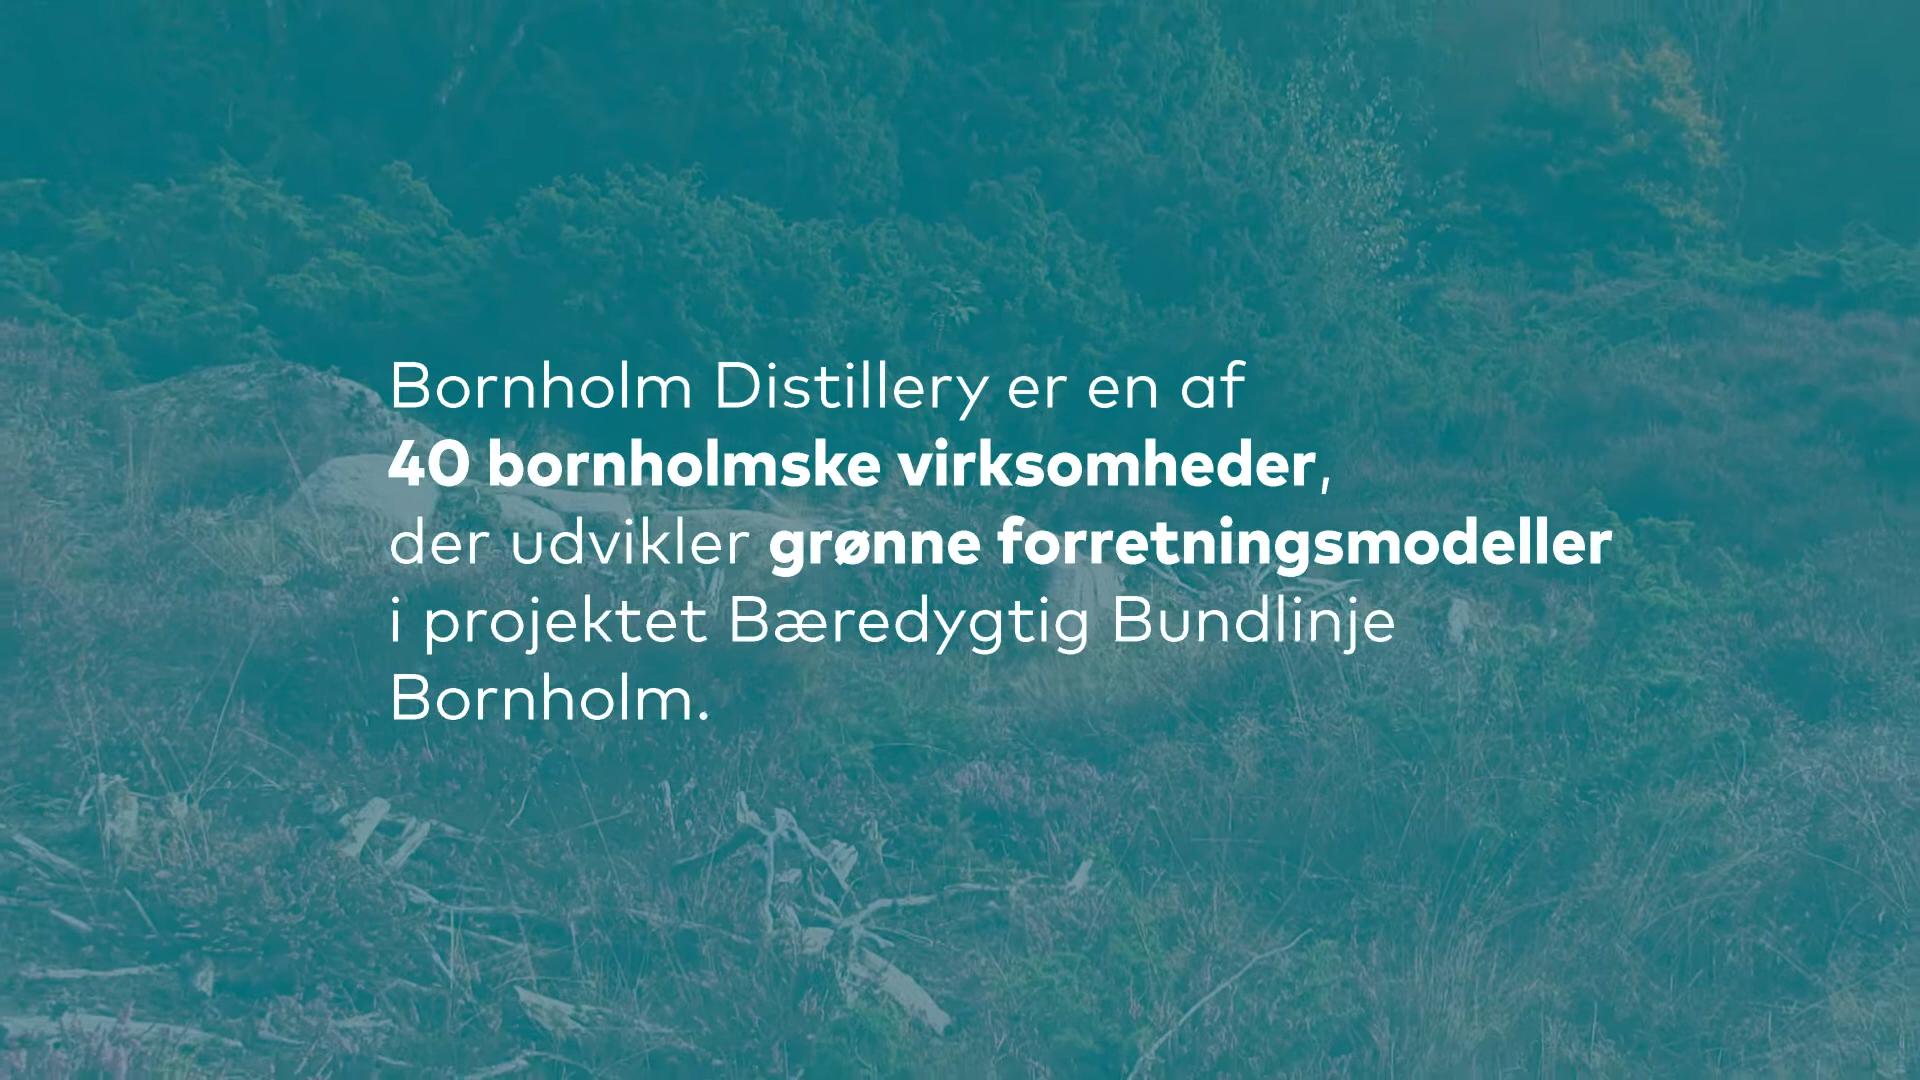 Bornholm Distillery er en af
40 bornholmske virksomheder,
der udvikler grønne forretningsmodeller
i projektet Bæredygtig Bundlinje
Bornholm.